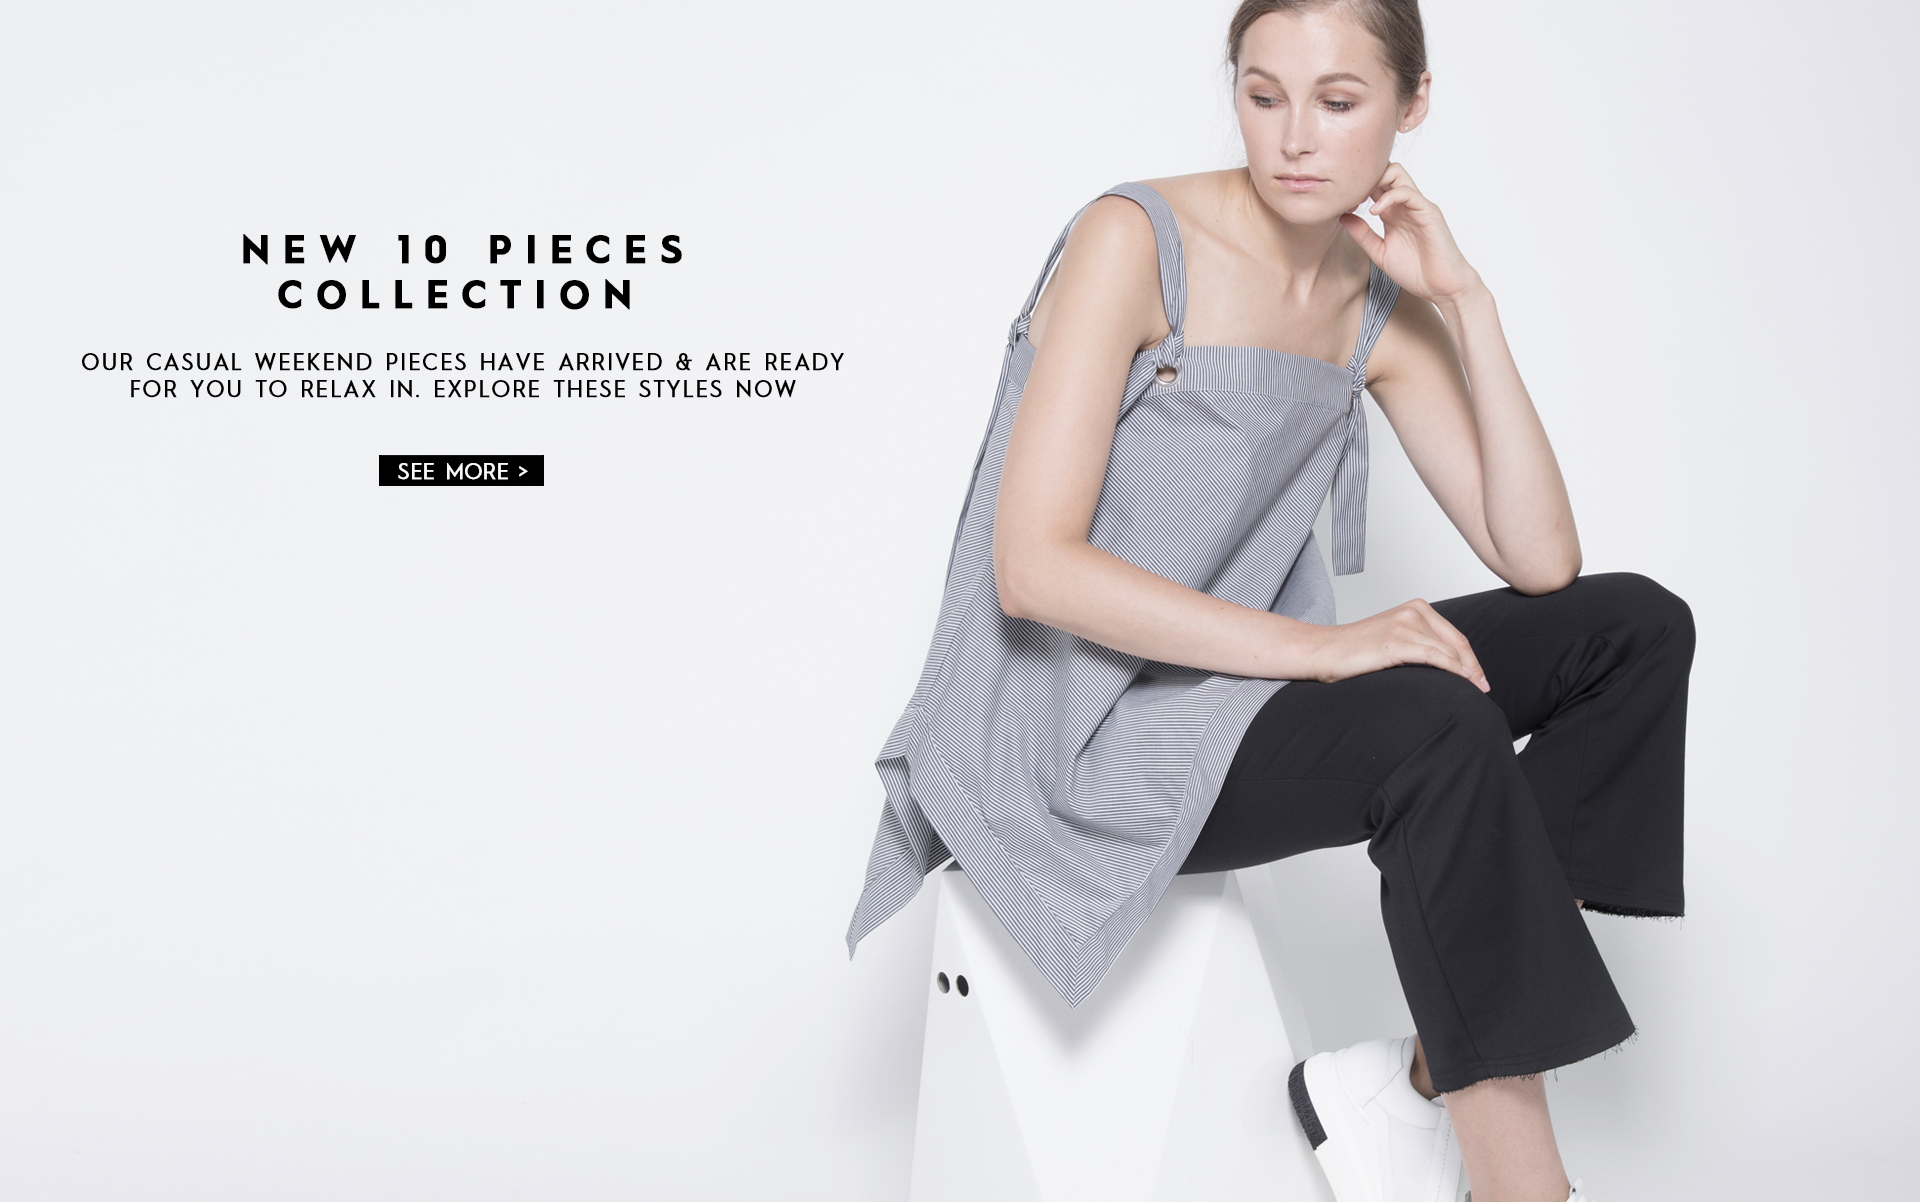 NEW 10 PIECES
COLLECTION
OUR CASUAL WEEKEND PIECES HAVE ARRIVED & ARE READY
FOR YOU TO RELAX IN. EXPLORE THESE STYLES NOW
SEE MORE >